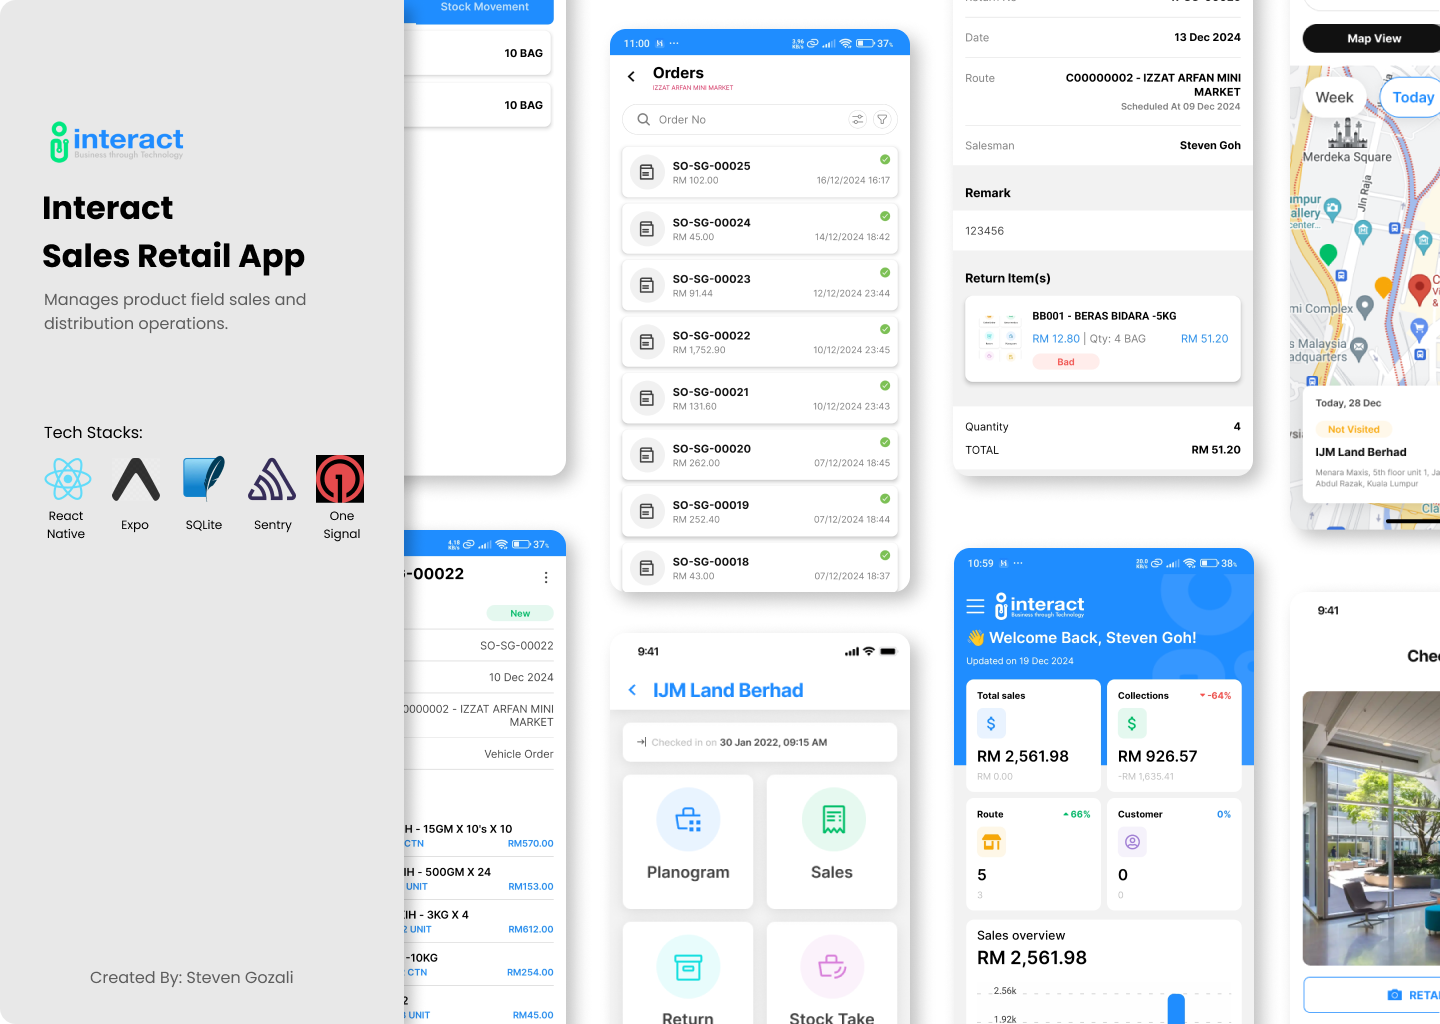 interact
Business through Technology
Interact
Sales Retail App
Manages product field sales and
distribution operations.
Tech Stacks:
React
Native
Expo
SQLite
Sentry
One
Signal
Created By: Steven Gozali
Stock Movement
10 BAG
10 BAG
37%
-00022
New
SO-SG-00022
10 Dec 2024
0000002 - IZZAT ARFAN MINI
MARKET
Vehicle Order
H - 15GM X 10's X 10
CTN RM570.00
IH - 500GM X 24
UNIT RM153.00
IH - 3KG X 4
2 UNIT RM612.00
-10KG
CTN RM254.00
2
UNIT RM45.00
11:00 37%
Orders
IZZAT ARFAN MINI MARKET
Order No
SO-SG-00025
RM 102.00 16/12/2024 16:17
SO-SG-00024
RM 45.00 14/12/2024 18:42
SO-SG-00023
RM 91.44 12/12/2024 23:44
SO-SG-00022
RM 1,752.90 10/12/2024 23:45
SO-SG-00021
RM 131.60 10/12/2024 23:43
SO-SG-00020
RM 262.00 07/12/2024 18:45
SO-SG-00019
RM 252.40 07/12/2024 18:44
SO-SG-00018
RM 43.00 07/12/2024 18:37
9:41
IJM Land Berhad
Checked in on 30 Jan 2022, 09:15 AM
Planogram
Sales
Return
Stock Take
Date 13 Dec 2024
Route C00000002 - IZZAT ARFAN MINI
MARKET
Scheduled At 09 Dec 2024
Salesman Steven Goh
Remark
123456
Return Item(s)
BB001 - BERAS BIDARA -5KG
RM 12.80 | Qty: 4 BAG RM 51.20
Bad
Quantity 4
TOTAL RM 51.20
10:59 38%
interact
Business through Technology
👋 Welcome Back, Steven Goh!
Updated on 19 Dec 2024
Total sales
RM 2,561.98
RM 0.00
Collections -64%
RM 926.57
-RM 1,635.41
Route 66%
5
3
Customer 0%
0
0
Sales overview
RM 2,561.98
2.56k
1.92k
Map View
Week
Today
Merdeka Square
Jln Raja
mpur
allery
center...
mi Complex
s Malaysia
adquarters
Today, 28 Dec
Not Visited
IJM Land Berhad
Menara Maxis, 5th floor unit 1, Ja
Abdul Razak, Kuala Lumpur
Cla
9:41
Chec
RETA